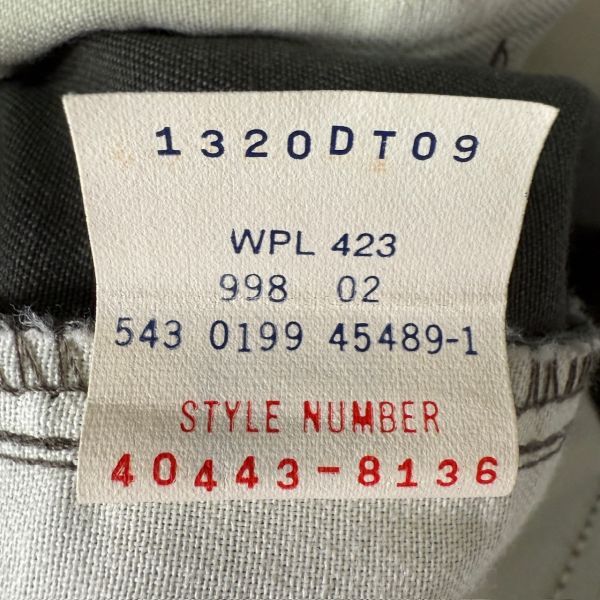 1320DT09
WPL 423
998 02
543 0199 45489-1
STYLE NUMBER
40443-8136